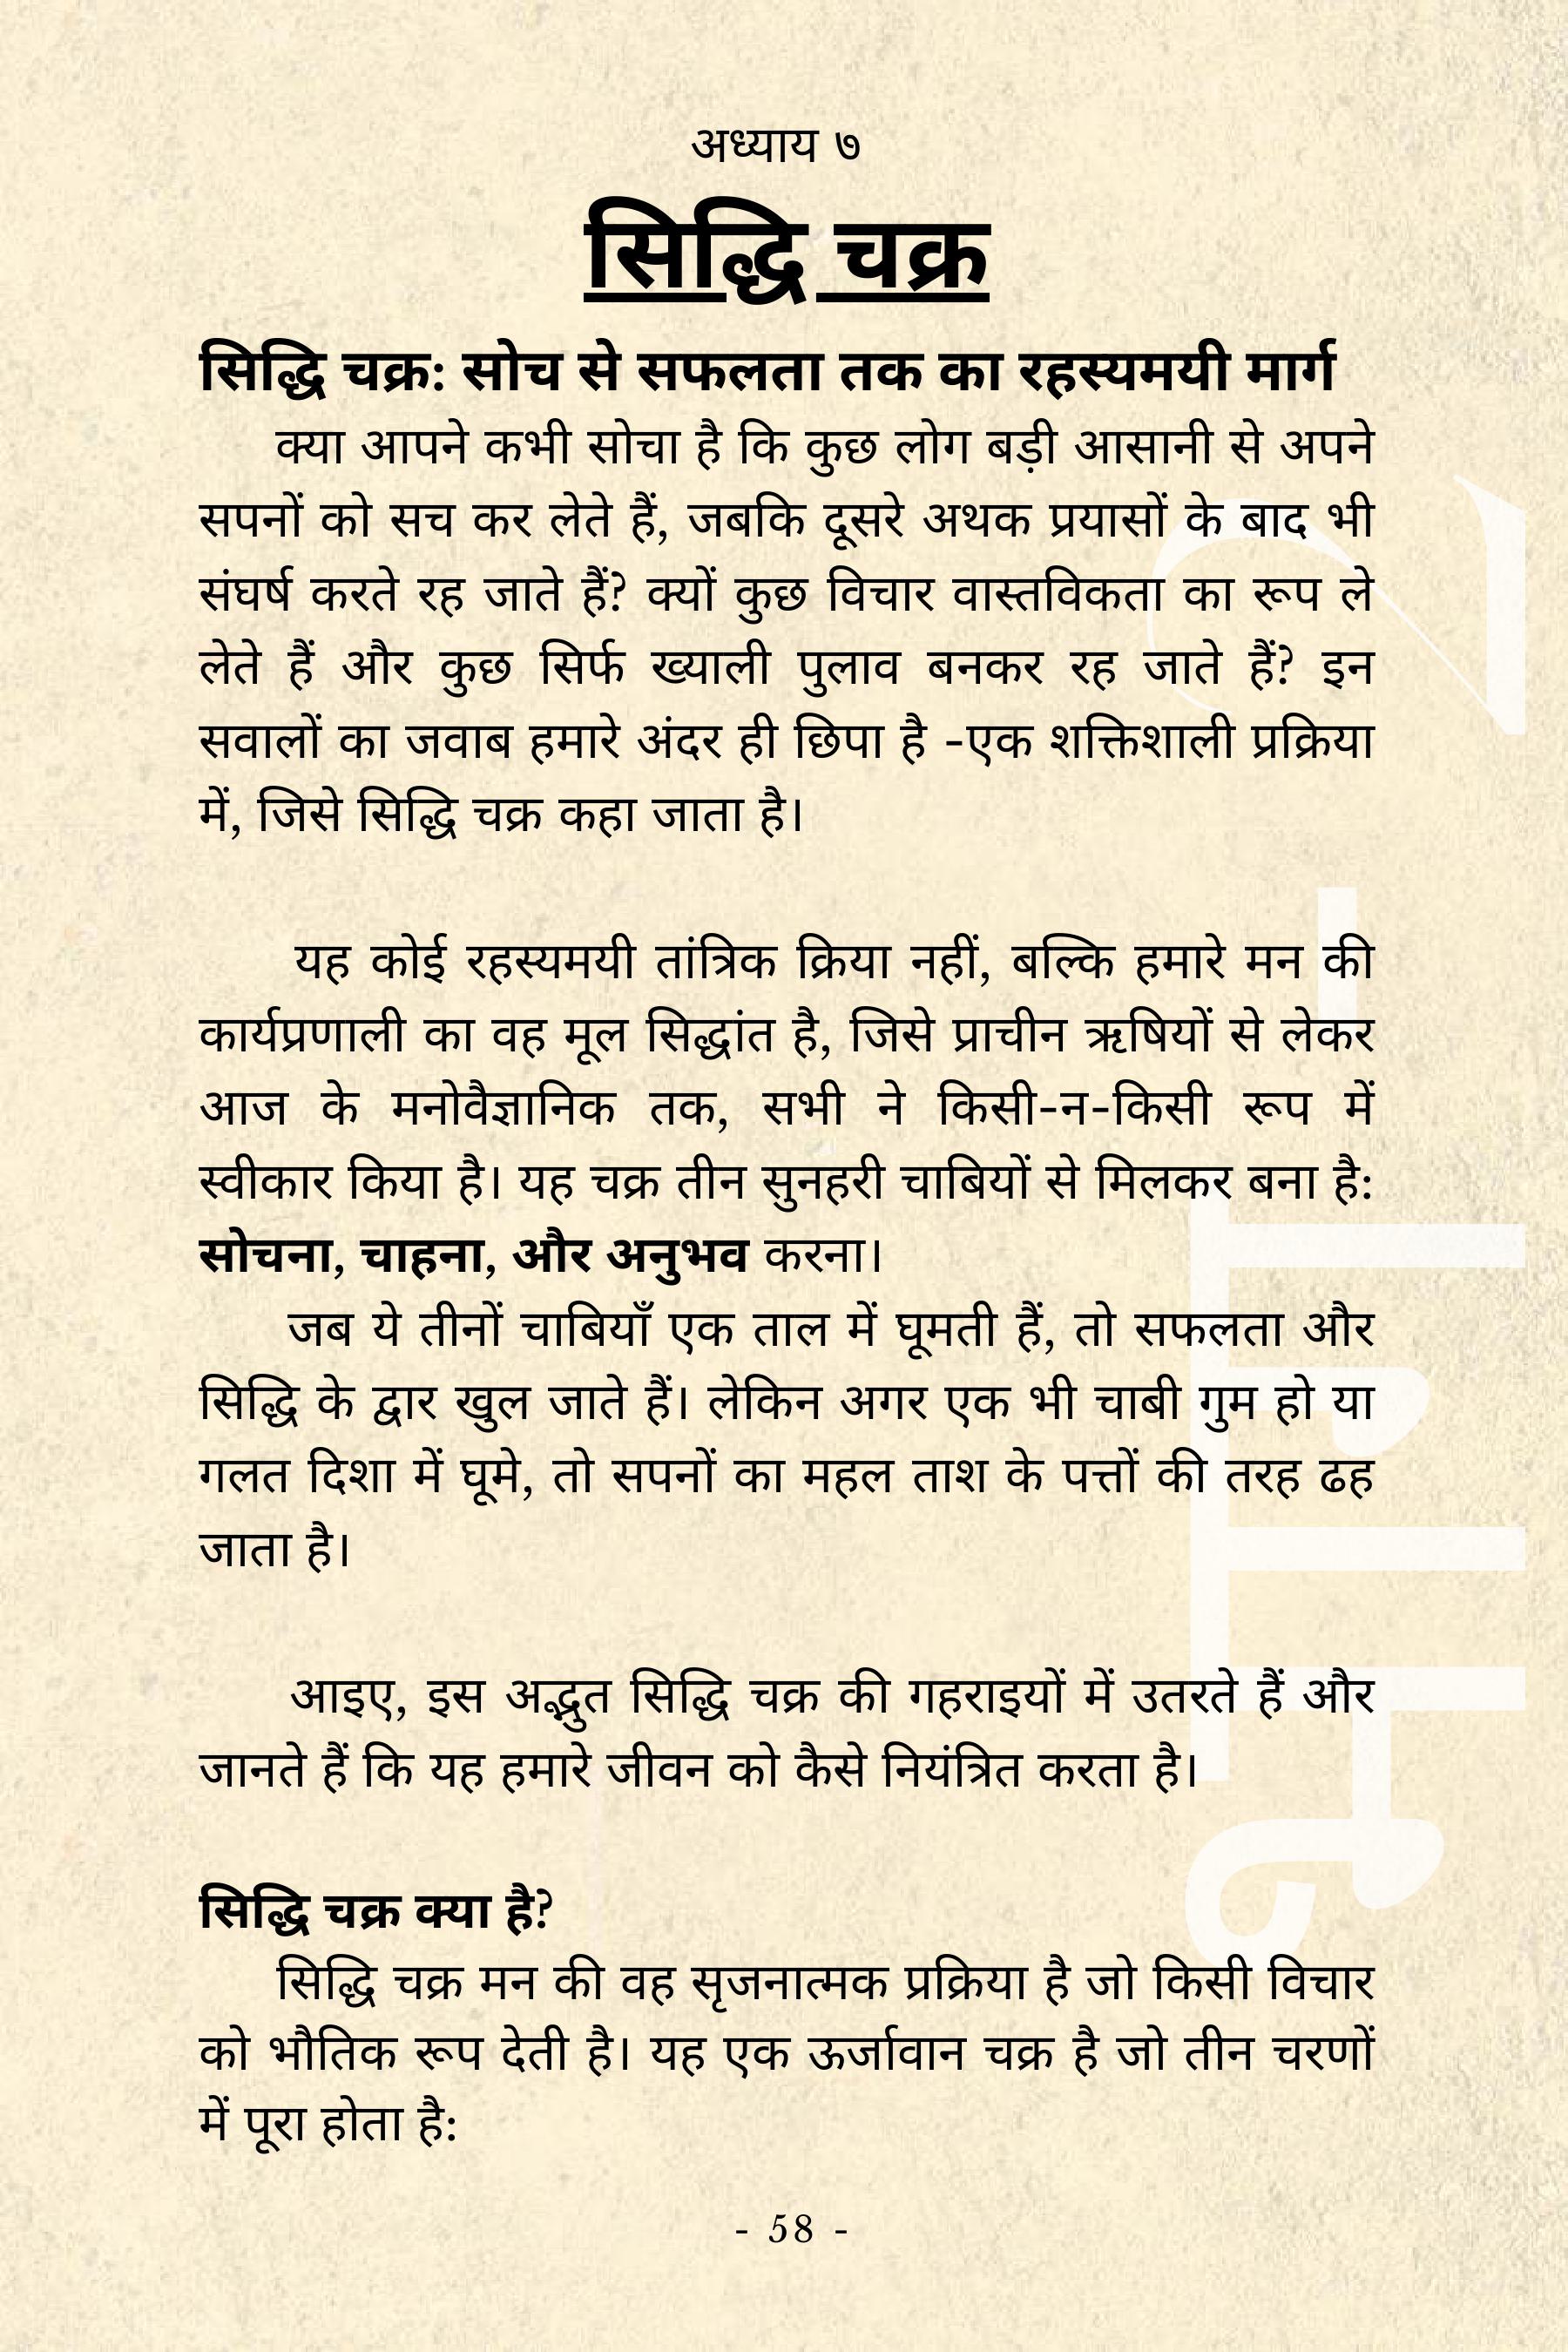 अध्याय ७
सिद्धि चक्र
सिद्धि चक्र: सोच से सफलता तक का रहस्यमयी मार्ग
क्या आपने कभी सोचा है कि कुछ लोग बड़ी आसानी से अपने
सपनों को सच कर लेते हैं, जबकि दूसरे अथक प्रयासों के बाद भी
संघर्ष करते रह जाते हैं? क्यों कुछ विचार वास्तविकता का रूप ले
लेते हैं और कुछ सिर्फ ख्याली पुलाव बनकर रह जाते हैं? इन
सवालों का जवाब हमारे अंदर ही छिपा है -एक शक्तिशाली प्रक्रिया
में, जिसे सिद्धि चक्र कहा जाता है।
यह कोई रहस्यमयी तांत्रिक क्रिया नहीं, बल्कि हमारे मन की
कार्यप्रणाली का वह मूल सिद्धांत है, जिसे प्राचीन ऋषियों से लेकर
आज के मनोवैज्ञानिक तक, सभी ने किसी-न-किसी रूप में
स्वीकार किया है। यह चक्र तीन सुनहरी चाबियों से मिलकर बना है:
सोचना, चाहना, और अनुभव करना।
जब ये तीनों चाबियाँ एक ताल में घूमती हैं, तो सफलता और
सिद्धि के द्वार खुल जाते हैं। लेकिन अगर एक भी चाबी गुम हो या
गलत दिशा में घूमे, तो सपनों का महल ताश के पत्तों की तरह ढह
जाता है।
आइए, इस अद्भुत सिद्धि चक्र की गहराइयों में उतरते हैं और
जानते हैं कि यह हमारे जीवन को कैसे नियंत्रित करता है।
सिद्धि चक्र क्या है?
सिद्धि चक्र मन की वह सृजनात्मक प्रक्रिया है जो किसी विचार
को भौतिक रूप देती है। यह एक ऊर्जावान चक्र है जो तीन चरणों
में पूरा होता है:
- 58 -